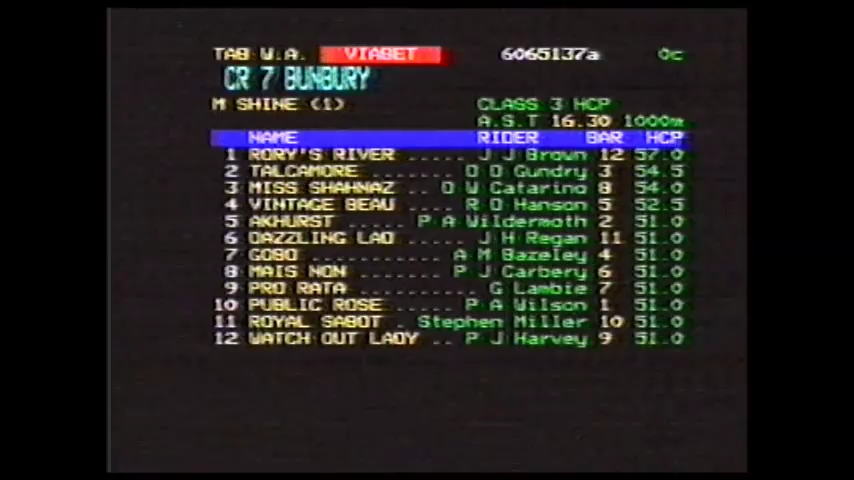 TAB W.A. VIABET 6065137a 0c
CR 7 BUNBURY
M SHINE (1) CLASS 3 HCP
A.S.T 16.30 1000m
NAME RIDER BAR HCP
1 RORY'S RIVER ..... J J Brown 12 57.0
2 TALCAMORE ....... D D Gundry 3 54.5
3 MISS SHAHNAZ .. D W Catarino 8 54.0
4 VINTAGE BEAU ..... R D Hanson 5 52.5
5 AKHURST ..... P A Wildermoth 2 51.0
6 DAZZLING LAD ..... J H Regan 11 51.0
7 GOBO ........... A M Bazeley 4 51.0
8 MAIS NON ........ P J Carbery 6 51.0
9 PRO RATA ........... G Lambie 7 51.0
10 PUBLIC ROSE ...... P A Wilson 1 51.0
11 ROYAL SABOT . Stephen Miller 10 51.0
12 WATCH OUT LADY .. P J Harvey 9 51.0